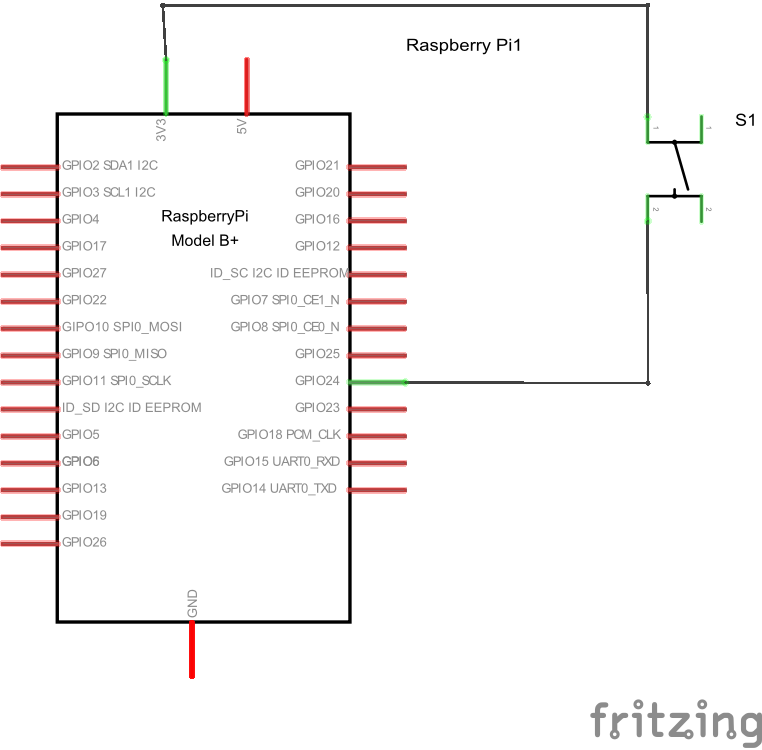 Raspberry Pi1
3V3
5V
1
1
S1
GPIO2 SDA1 I2C
GPIO21
GPIO3 SCL1 I2C
GPIO20
GPIO4
RaspberryPi
GPIO16
2
2
GPIO17
Model B+
GPIO12
GPIO27
ID_SC I2C ID EEPROM
GPIO22
GPIO7 SPI0_CE1_N
GIPO10 SPI0_MOSI
GPIO8 SPI0_CE0_N
GPIO9 SPI0_MISO
GPIO25
GPIO11 SPI0_SCLK
GPIO24
ID_SD I2C ID EEPROM
GPIO23
GPIO5
GPIO18 PCM_CLK
GPIO6
GPIO15 UART0_RXD
GPIO13
GPIO14 UART0_TXD
GPIO19
GPIO26
GND
fritzing